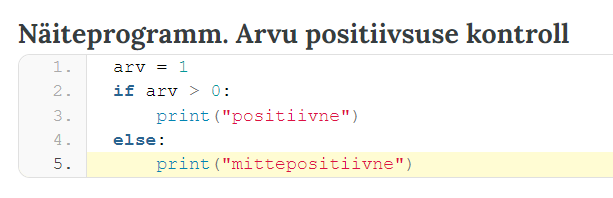 Näiteprogramm. Arvu positiivsuse kontroll
1. arv = 1
2. if arv > 0:
3.     print("positiivne")
4. else:
5.     print("mittepositiivne")